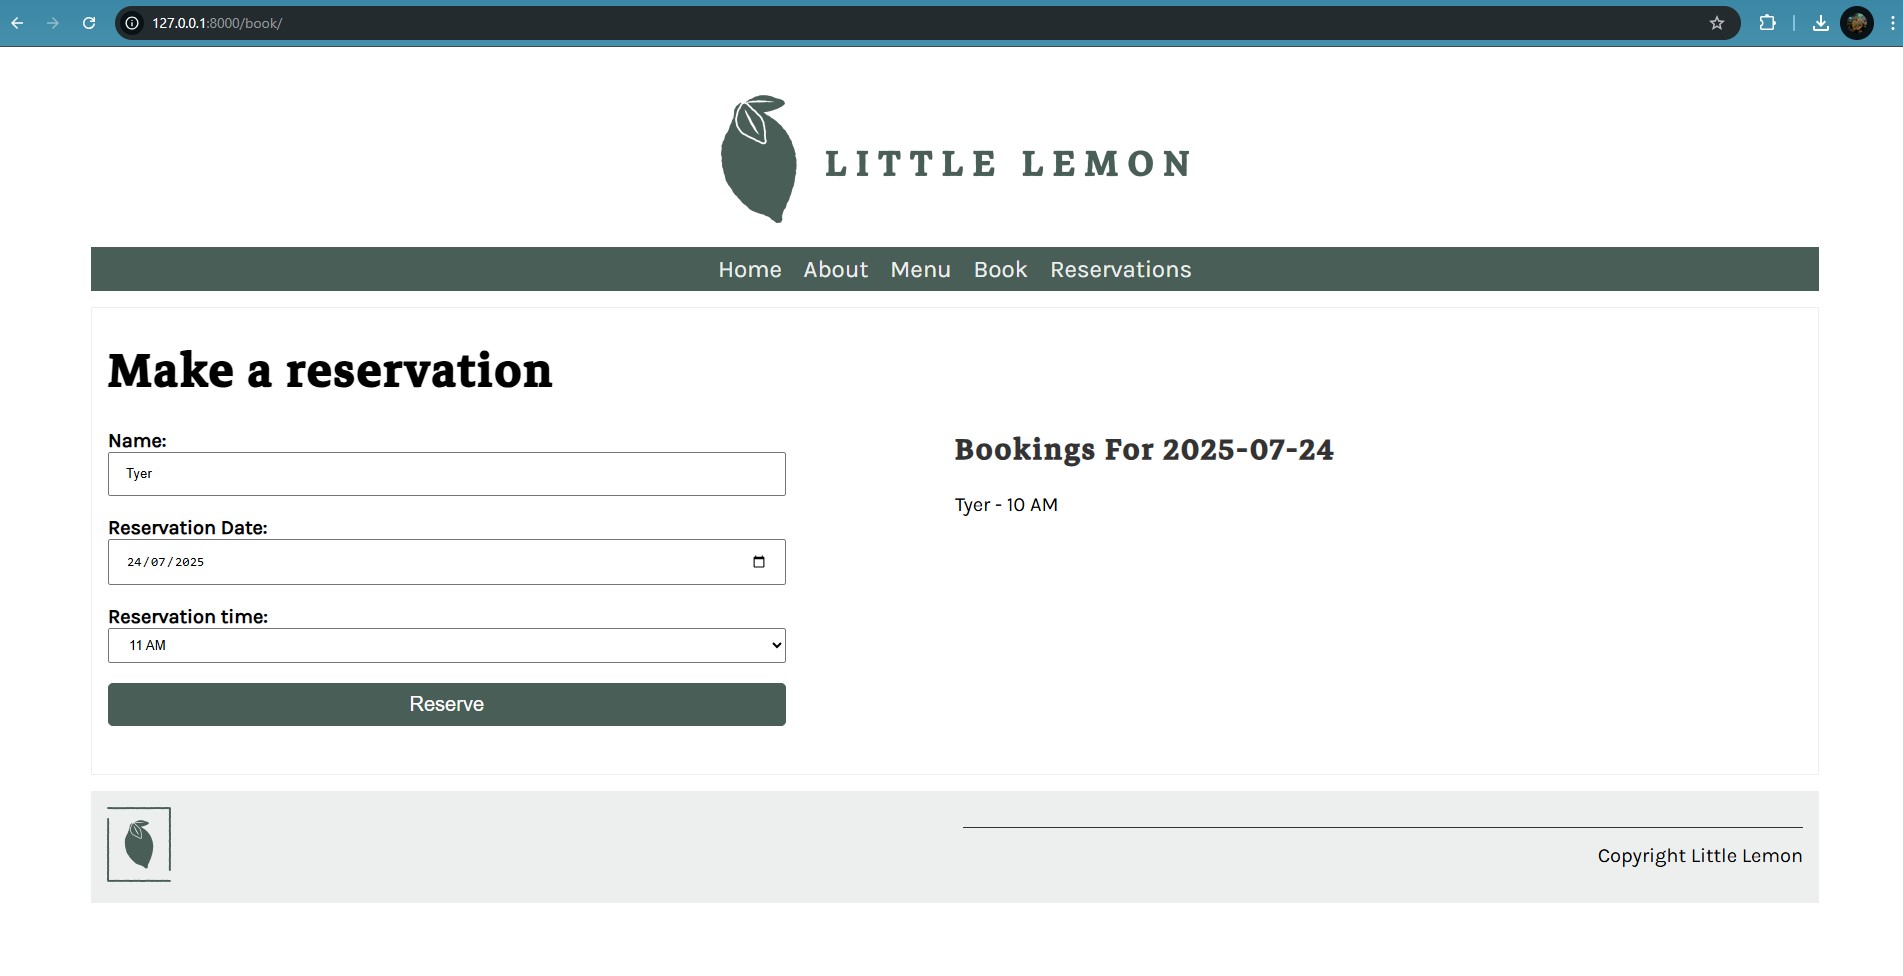 127.0.0.1:8000/book/
LITTLE LEMON
Home About Menu Book Reservations
Make a reservation
Name:
Tyer
Reservation Date:
24/07/2025
Reservation time:
11 AM
Reserve
Bookings For 2025-07-24
Tyer - 10 AM
Copyright Little Lemon